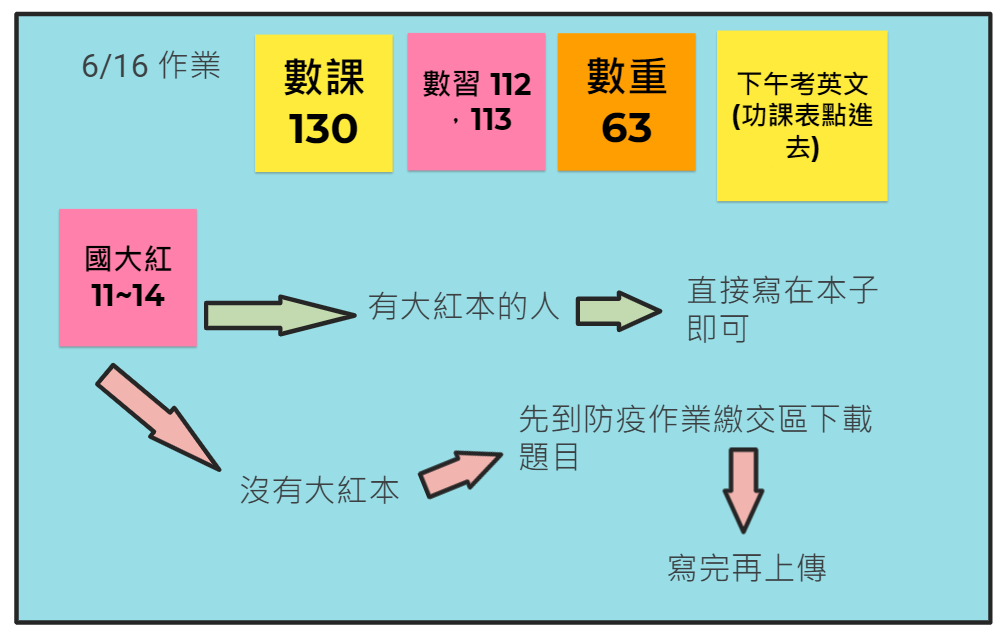 6/16 作業
數課
130
數習 112
，113
數重
63
下午考英文
(功課表點進
去)
國大紅
11~14
有大紅本的人
直接寫在本子
即可
沒有大紅本
先到防疫作業繳交區下載
題目
寫完再上傳